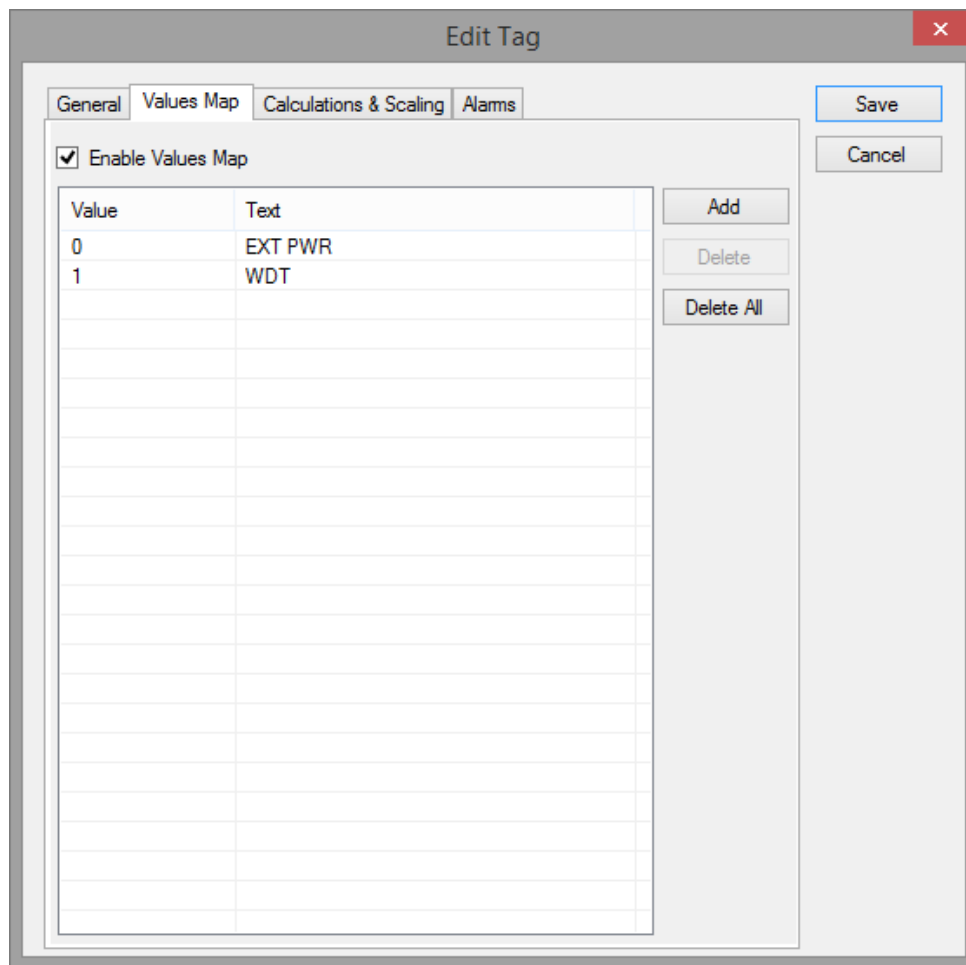 Edit Tag
General Values Map Calculations & Scaling Alarms
Save
Enable Values Map
Cancel
Value Text
Add
0 EXT PWR
Delete
1 WDT
Delete All